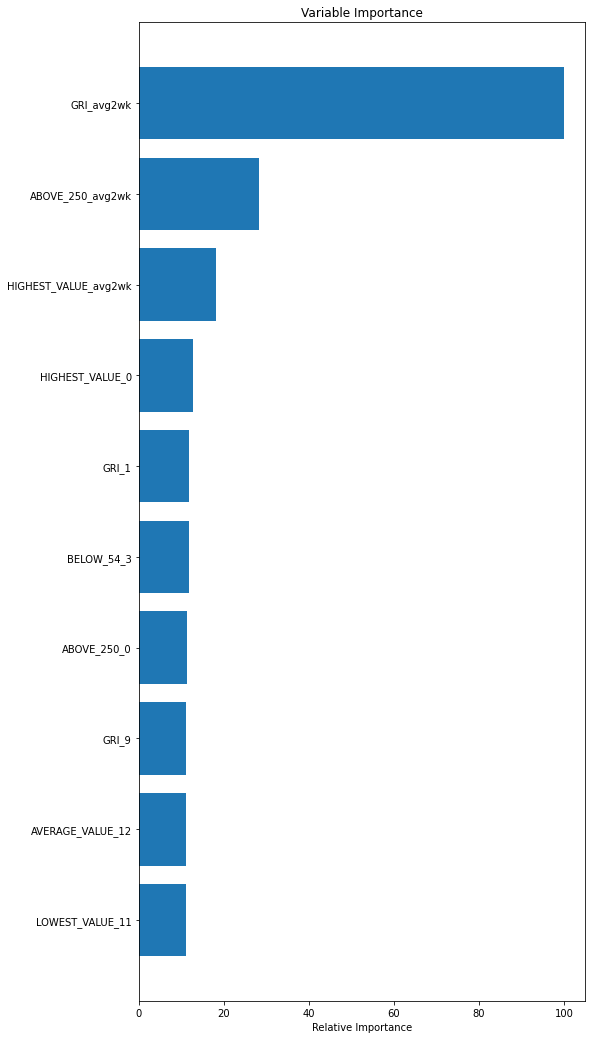 Variable Importance
GRI_avg2wk
ABOVE_250_avg2wk
HIGHEST_VALUE_avg2wk
HIGHEST_VALUE_0
GRI_1
BELOW_54_3
ABOVE_250_0
GRI_9
AVERAGE_VALUE_12
LOWEST_VALUE_11
0 20 40 60 80 100
Relative Importance